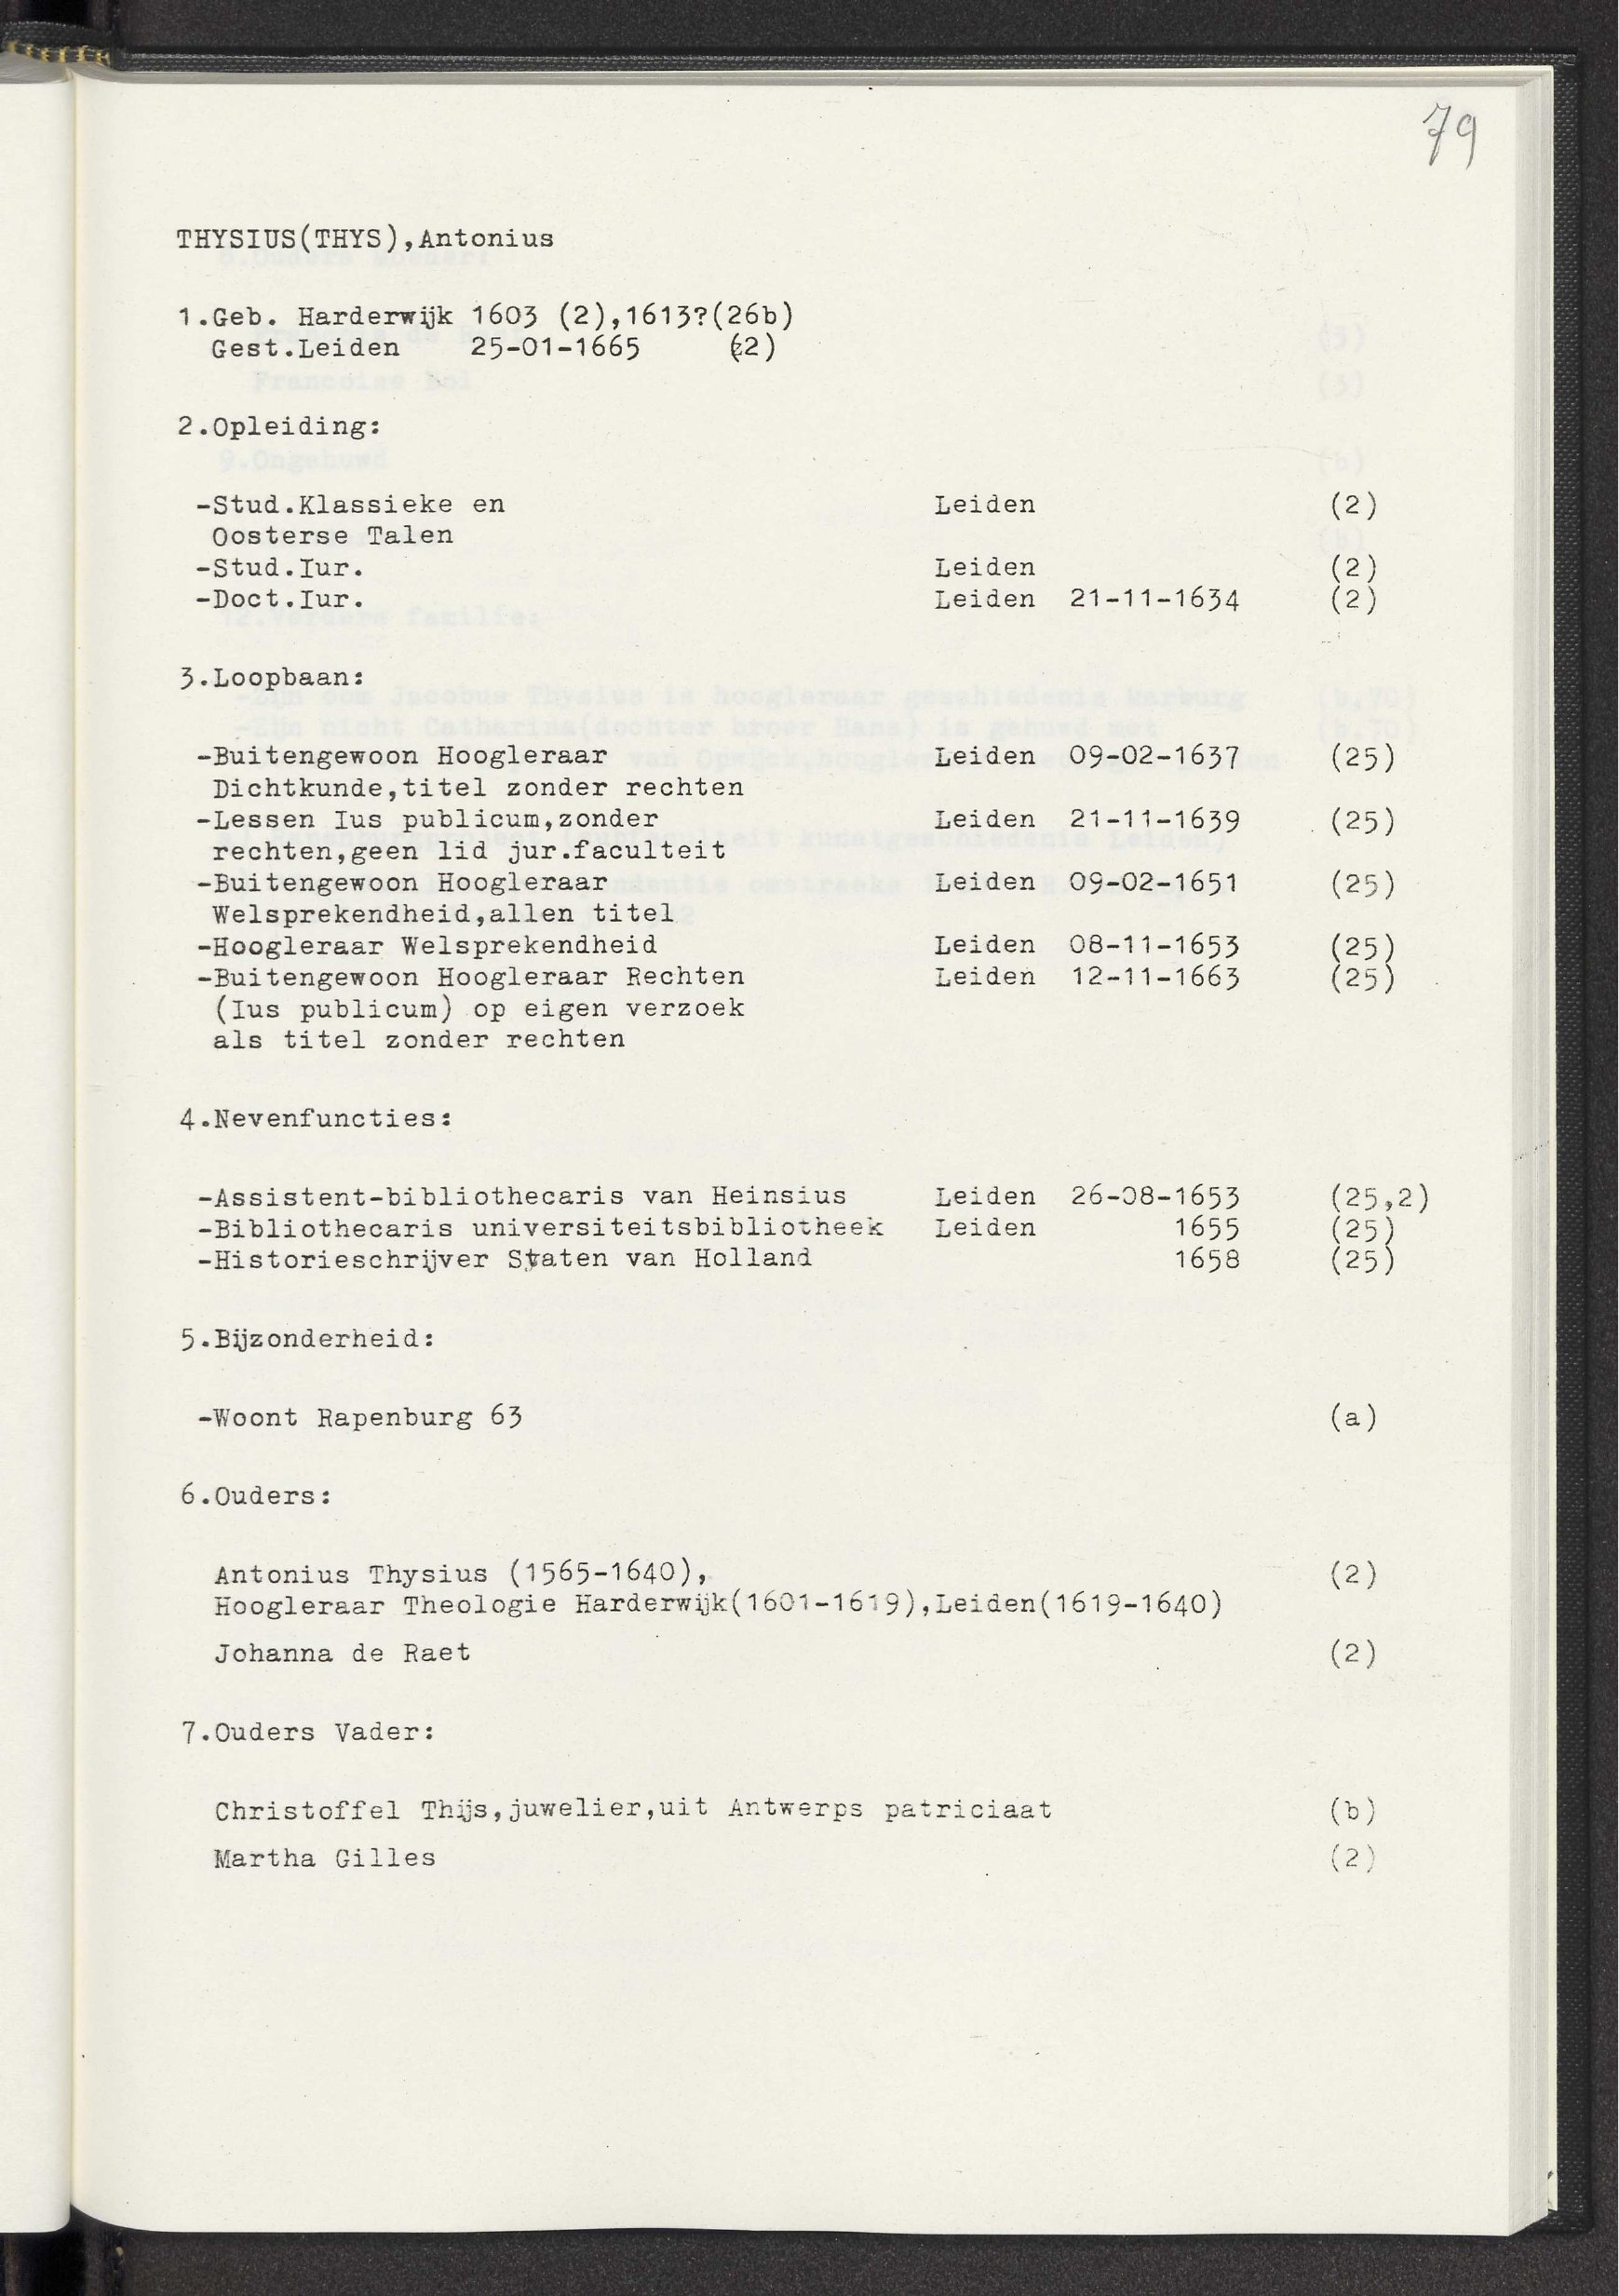 79
THYSIUS(THYS),Antonius
1.Geb. Harderwijk 1603 (2),1613?(26b)
Gest.Leiden 25-01-1665 (2)
2.Opleiding:
-Stud.Klassieke en Leiden (2)
Oosterse Talen
-Stud.Iur. Leiden (2)
-Doct.Iur. Leiden 21-11-1634 (2)
3.Loopbaan:
-Buitengewoon Hoogleraar Leiden 09-02-1637 (25)
Dichtkunde,titel zonder rechten
-Lessen Ius publicum,zonder Leiden 21-11-1639 (25)
rechten,geen lid jur.faculteit
-Buitengewoon Hoogleraar Leiden 09-02-1651 (25)
Welsprekendheid,allen titel
-Hoogleraar Welsprekendheid Leiden 08-11-1653 (25)
-Buitengewoon Hoogleraar Rechten Leiden 12-11-1663 (25)
(Ius publicum) op eigen verzoek
als titel zonder rechten
4.Nevenfuncties:
-Assistent-bibliothecaris van Heinsius Leiden 26-08-1653 (25,2)
-Bibliothecaris universiteitsbibliotheek Leiden 1655 (25)
-Historieschrijver Staten van Holland 1658 (25)
5.Bijzonderheid:
-Woont Rapenburg 63 (a)
6.Ouders:
Antonius Thysius (1565-1640), (2)
Hoogleraar Theologie Harderwijk(1601-1619),Leiden(1619-1640)
Johanna de Raet (2)
7.Ouders Vader:
Christoffel Thijs,juwelier,uit Antwerps patriciaat (b)
Martha Gilles (2)